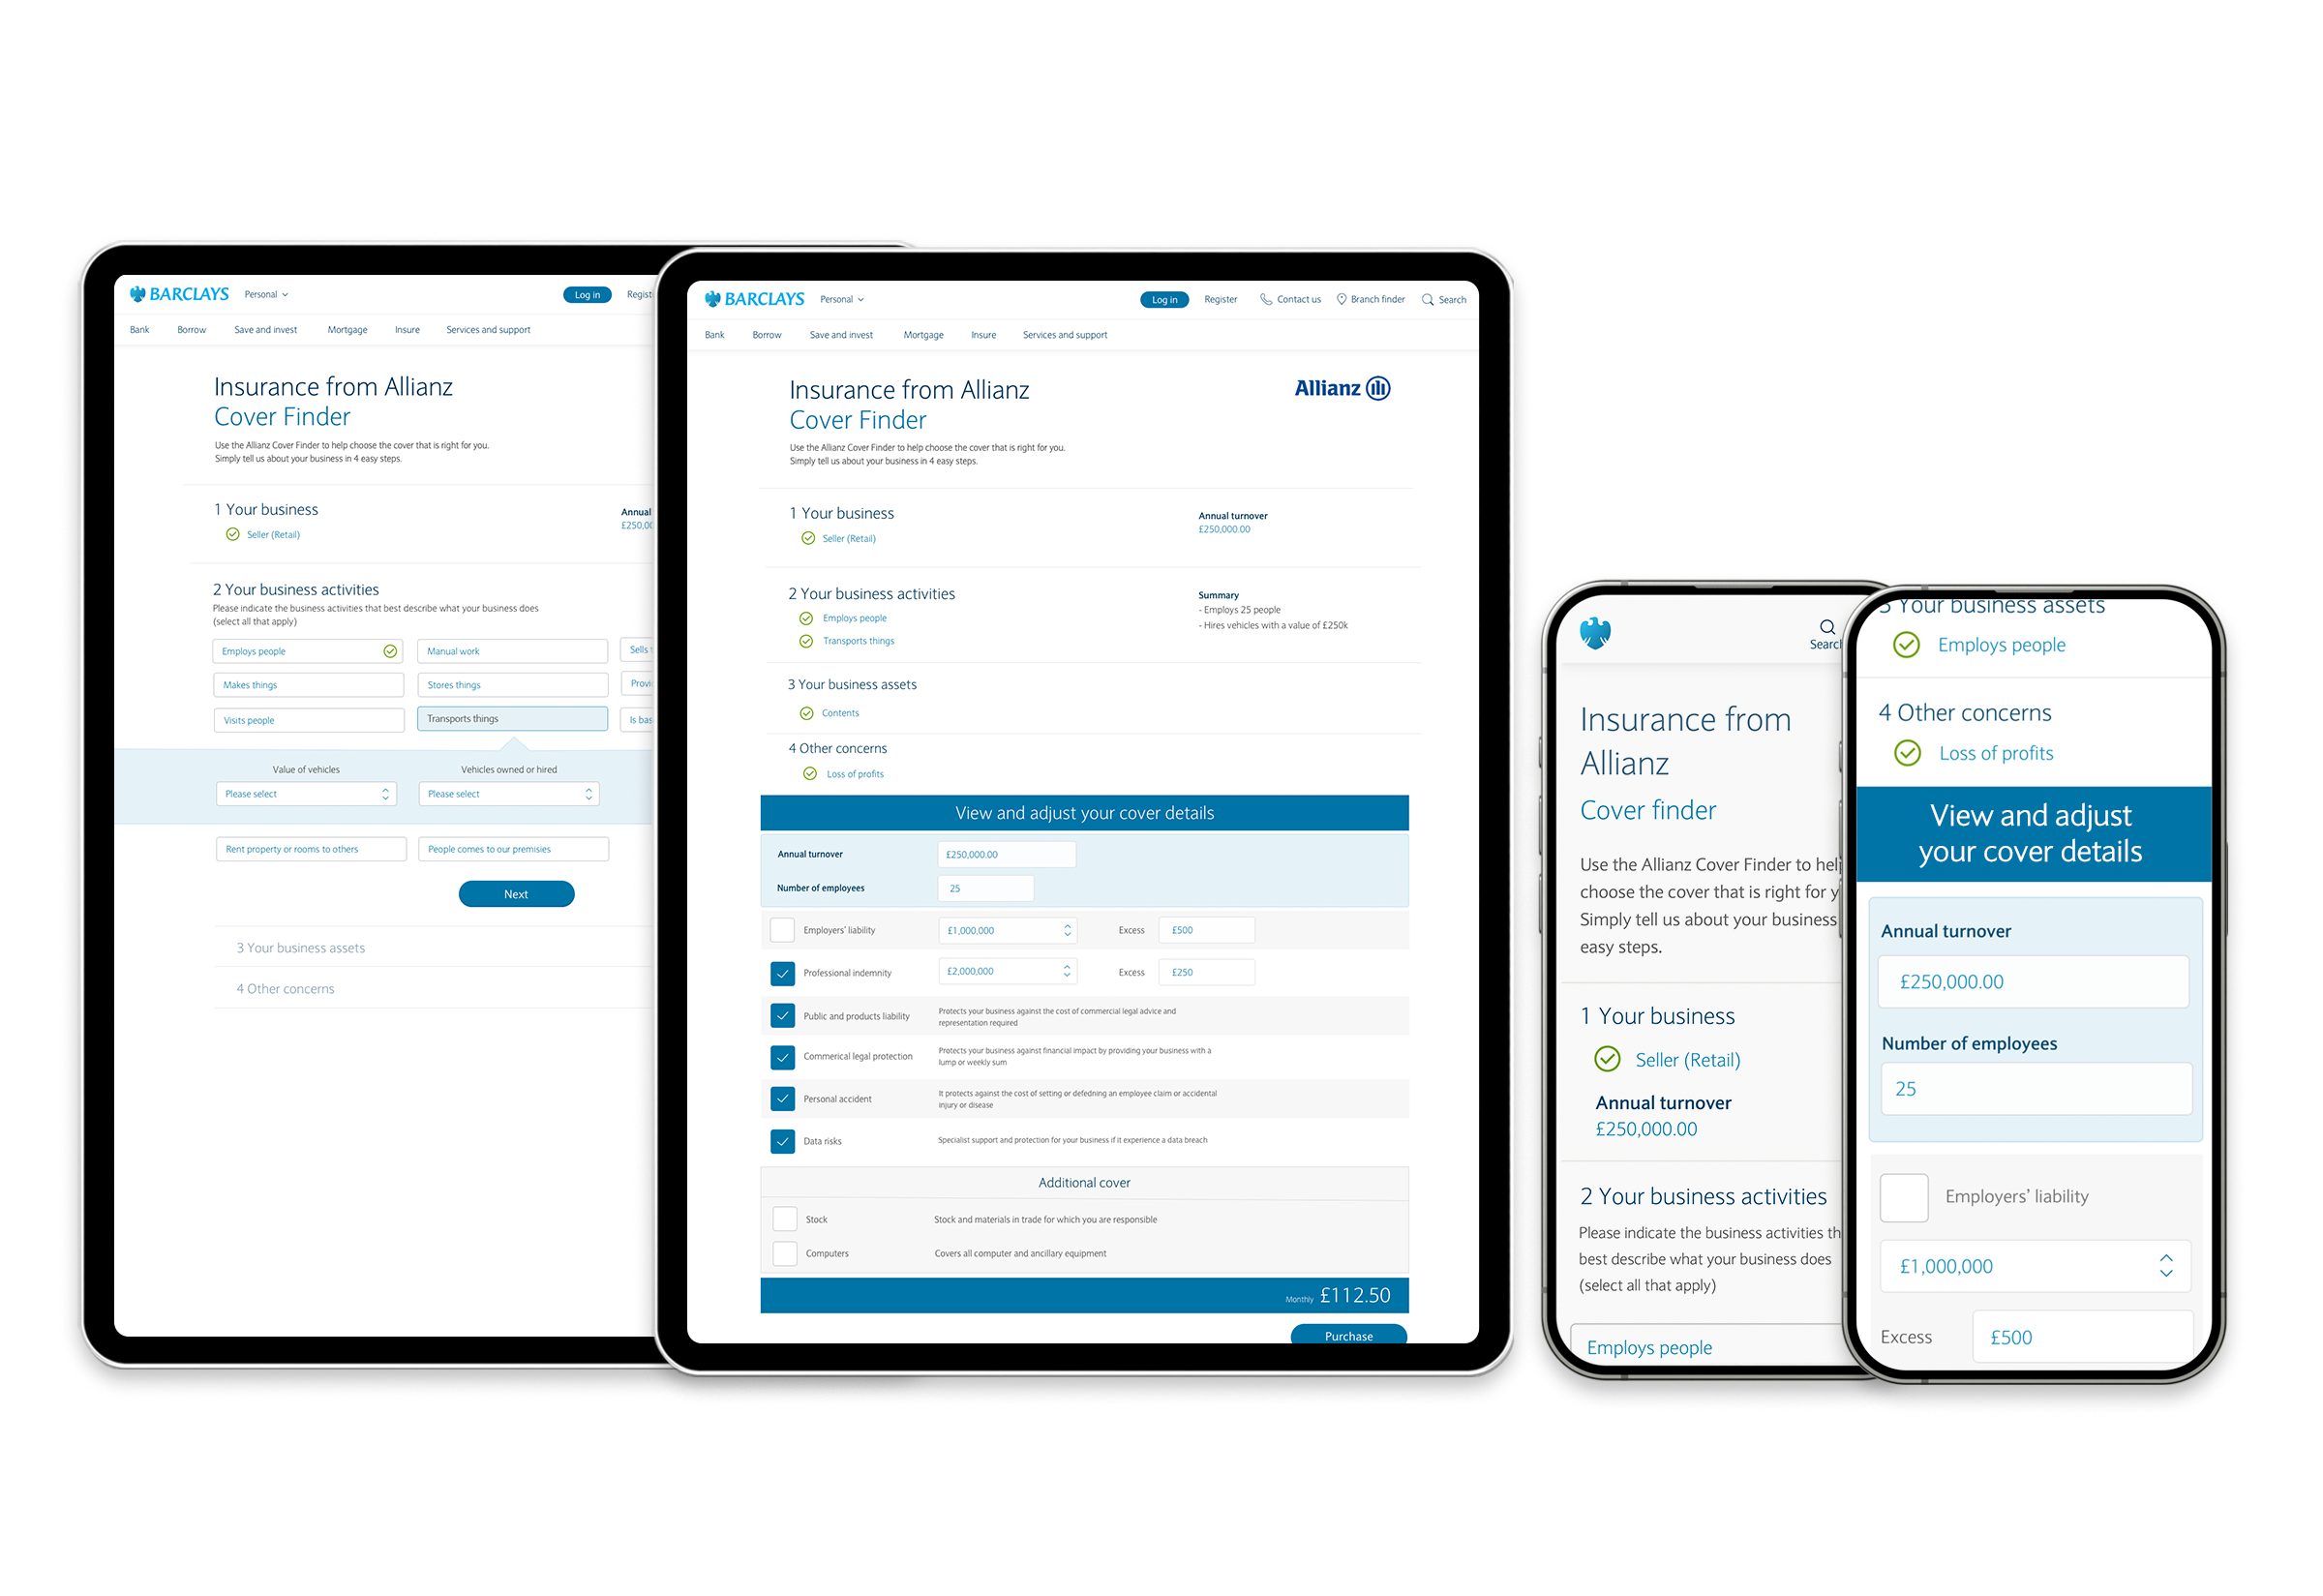 BARCLAYS
Personal
Log in
Bank
Borrow
Save and invest
Mortgage
Insure
Services and support
Insurance from Allianz
Cover Finder
Use the Allianz Cover Finder to help choose the cover that is right for you.
Simply tell us about your business in 4 easy steps.
1 Your business
Seller (Retail)
Annual
£250,00
2 Your business activities
Please indicate the business activities that best describe what your business does
(select all that apply)
Employs people
Manual work
Sells
Makes things
Stores things
Visits people
Transports things
Is bas
Value of vehicles
Vehicles owned or hired
Please select
Please select
Rent property or rooms to others
People comes to our premisies
Next
3 Your business assets
4 Other concerns
BARCLAYS
Personal
Log in
Register
Contact us
Branch finder
Search
Bank
Borrow
Save and invest
Mortgage
Insure
Services and support
Insurance from Allianz
Cover Finder
Allianz
Use the Allianz Cover Finder to help choose the cover that is right for you.
Simply tell us about your business in 4 easy steps.
1 Your business
Seller (Retail)
Annual turnover
£250,000.00
2 Your business activities
Employs people
Transports things
Summary
- Employs 25 people
- Hires vehicles with a value of £250k
3 Your business assets
Contents
4 Other concerns
Loss of profits
View and adjust your cover details
Annual turnover
£250,000.00
Number of employees
25
Employers' liability
£1,000,000
Excess
£500
Professional indemnity
£2,000,000
Excess
£250
Public and products liability
Protects your business against the cost of commercial legal advice and
representation required
Commerical legal protection
Protects your business against financial impact by providing your business with a
lump or weekly sum
Personal accident
It protects against the cost of setting or defedning an employee claim or accidental
injury or disease
Data risks
Specialist support and protection for your business if it experience a data breach
Additional cover
Stock
Stock and materials in trade for which you are responsible
Computers
Covers all computer and ancillary equipment
Monthly £112.50
Purchase
Search
Insurance from
Allianz
Cover finder
Use the Allianz Cover Finder to help
choose the cover that is right for y
Simply tell us about your business
easy steps.
1 Your business
Seller (Retail)
Annual turnover
£250,000.00
2 Your business activities
Please indicate the business activities th
best describe what your business does
(select all that apply)
Employs people
3 Your business assets
Employs people
4 Other concerns
Loss of profits
View and adjust
your cover details
Annual turnover
£250,000.00
Number of employees
25
Employers' liability
£1,000,000
Excess
£500